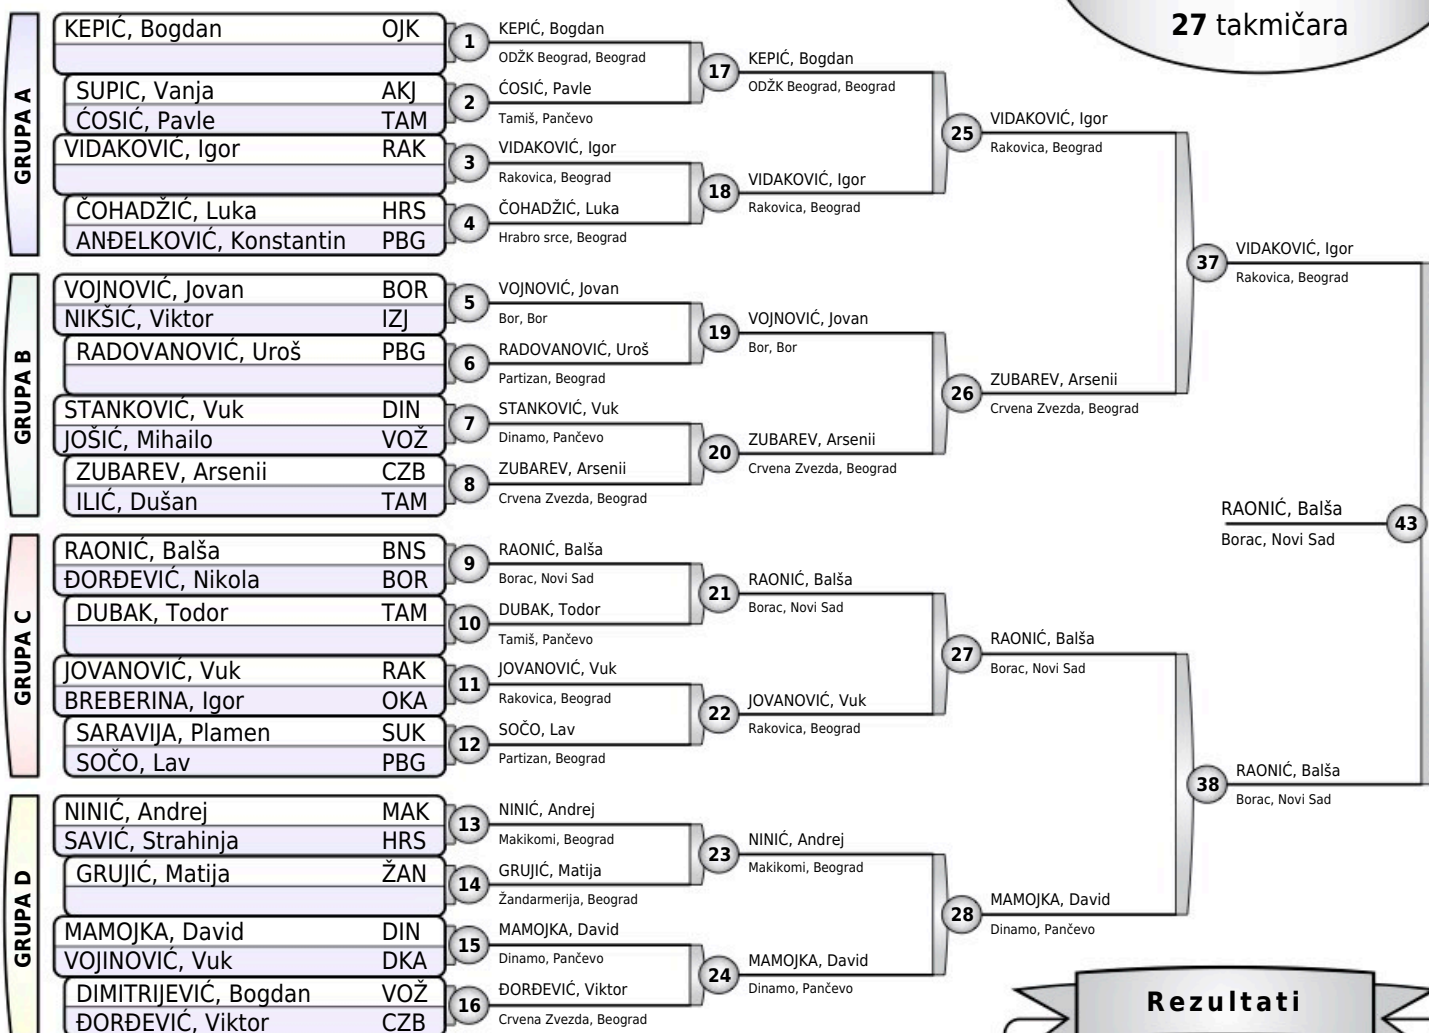 27 takmičara
GRUPA A
KEPIĆ, Bogdan OJK
SUPIC, Vanja AKJ
ĆOSIĆ, Pavle TAM
VIDAKOVIĆ, Igor RAK
ČOHADŽIĆ, Luka HRS
ANĐELKOVIĆ, Konstantin PBG
GRUPA B
VOJNOVIĆ, Jovan BOR
NIKŠIĆ, Viktor IZJ
RADOVANOVIĆ, Uroš PBG
STANKOVIĆ, Vuk DIN
JOŠIĆ, Mihailo VOŽ
ZUBAREV, Arsenii CZB
ILIĆ, Dušan TAM
GRUPA C
RAONIĆ, Balša BNS
ĐORĐEVIĆ, Nikola BOR
DUBAK, Todor TAM
JOVANOVIĆ, Vuk RAK
BREBERINA, Igor OKA
SARAVIJA, Plamen SUK
SOČO, Lav PBG
GRUPA D
NINIĆ, Andrej MAK
SAVIĆ, Strahinja HRS
GRUJIĆ, Matija ŽAN
MAMOJKA, David DIN
VOJINOVIĆ, Vuk DKA
DIMITRIJEVIĆ, Bogdan VOŽ
ĐORĐEVIĆ, Viktor CZB
1 KEPIĆ, Bogdan
ODŽK Beograd, Beograd
2 ĆOSIĆ, Pavle
Tamiš, Pančevo
3 VIDAKOVIĆ, Igor
Rakovica, Beograd
4 ČOHADŽIĆ, Luka
Hrabro srce, Beograd
5 VOJNOVIĆ, Jovan
Bor, Bor
6 RADOVANOVIĆ, Uroš
Partizan, Beograd
7 STANKOVIĆ, Vuk
Dinamo, Pančevo
8 ZUBAREV, Arsenii
Crvena Zvezda, Beograd
9 RAONIĆ, Balša
Borac, Novi Sad
10 DUBAK, Todor
Tamiš, Pančevo
11 JOVANOVIĆ, Vuk
Rakovica, Beograd
12 SOČO, Lav
Partizan, Beograd
13 NINIĆ, Andrej
Makikomi, Beograd
14 GRUJIĆ, Matija
Žandarmerija, Beograd
15 MAMOJKA, David
Dinamo, Pančevo
16 ĐORĐEVIĆ, Viktor
Crvena Zvezda, Beograd
17 KEPIĆ, Bogdan
ODŽK Beograd, Beograd
18 VIDAKOVIĆ, Igor
Rakovica, Beograd
19 VOJNOVIĆ, Jovan
Bor, Bor
20 ZUBAREV, Arsenii
Crvena Zvezda, Beograd
21 RAONIĆ, Balša
Borac, Novi Sad
22 JOVANOVIĆ, Vuk
Rakovica, Beograd
23 NINIĆ, Andrej
Makikomi, Beograd
24 MAMOJKA, David
Dinamo, Pančevo
25 VIDAKOVIĆ, Igor
Rakovica, Beograd
26 ZUBAREV, Arsenii
Crvena Zvezda, Beograd
27 RAONIĆ, Balša
Borac, Novi Sad
28 MAMOJKA, David
Dinamo, Pančevo
37 VIDAKOVIĆ, Igor
Rakovica, Beograd
38 RAONIĆ, Balša
Borac, Novi Sad
RAONIĆ, Balša 43
Borac, Novi Sad
Rezultati